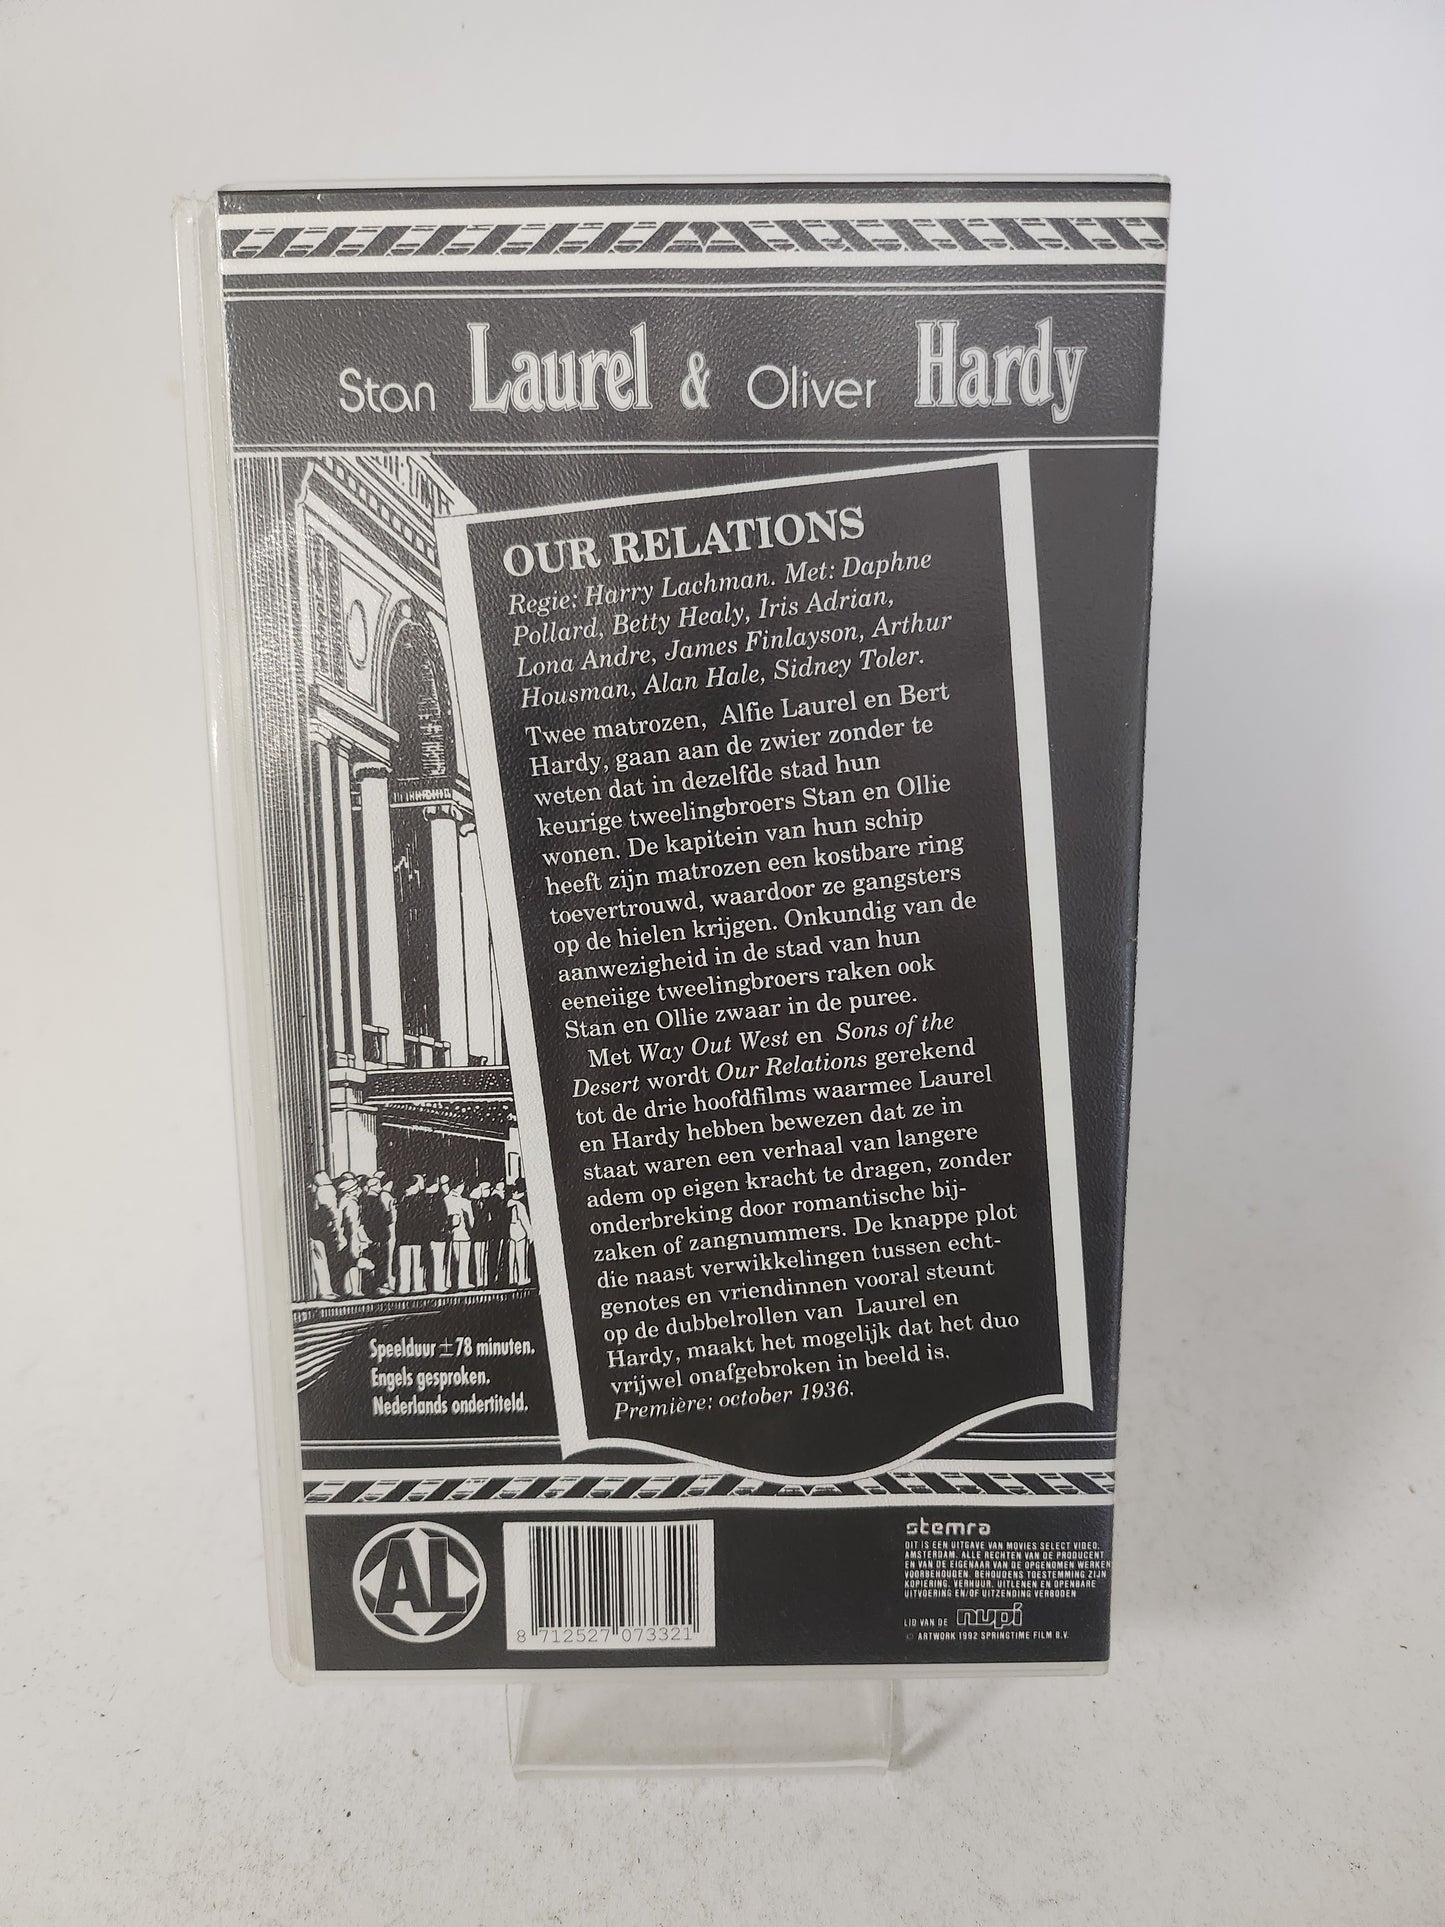 Stan Laurel & Oliver Hardy
OUR RELATIONS
Regie: Harry Lachman. Met: Daphne
Pollard, Betty Healy, Iris Adrian,
Lona Andre, James Finlayson, Arthur
Housman, Alan Hale, Sidney Toler.
Twee matrozen, Alfie Laurel en Bert
Hardy, gaan aan de zwier zonder te
weten dat in dezelfde stad hun
keurige tweelingbroers Stan en Ollie
wonen. De kapitein van hun schip
heeft zijn matrozen een kostbare ring
toevertrouwd, waardoor ze gangsters
op de hielen krijgen. Onkundig van de
aanwezigheid in de stad van hun
eeneiige tweelingbroers raken ook
Stan en Ollie zwaar in de puree.
Met Way Out West en Sons of the
Desert wordt Our Relations gerekend
tot de drie hoofdfilms waarmee Laurel
en Hardy hebben bewezen dat ze in
staat waren een verhaal van langere
adem op eigen kracht te dragen, zonder
onderbreking door romantische bij-
zaken of zangnummers. De knappe plot
die naast verwikkelingen tussen echt-
genotes en vriendinnen vooral steunt
op de dubbelrollen van Laurel en
Hardy, maakt het mogelijk dat het duo
vrijwel onafgebroken in beeld is.
Première: october 1936.
Speelduur ± 78 minuten.
Engels gesproken.
Nederlands ondertiteld.
AL
8 712527 073321
stemra
DIT IS EEN UITGAVE VAN MOVIES SELECT VIDEO,
AMSTERDAM. ALLE RECHTEN VAN DE PRODUCENT
EN VAN DE EIGENAAR VAN DE OPGENOMEN WERKEN
VOORBEHOUDEN. BEHOUDENS TOESTEMMING ZIJN
KOPIERING, VERHUUR, UITLENEN EN OPENBARE
UITVOERING EN/OF UITZENDING VERBODEN
LID VAN DE nupi
© ARTWORK 1992 SPRINGTIME FILM B.V.